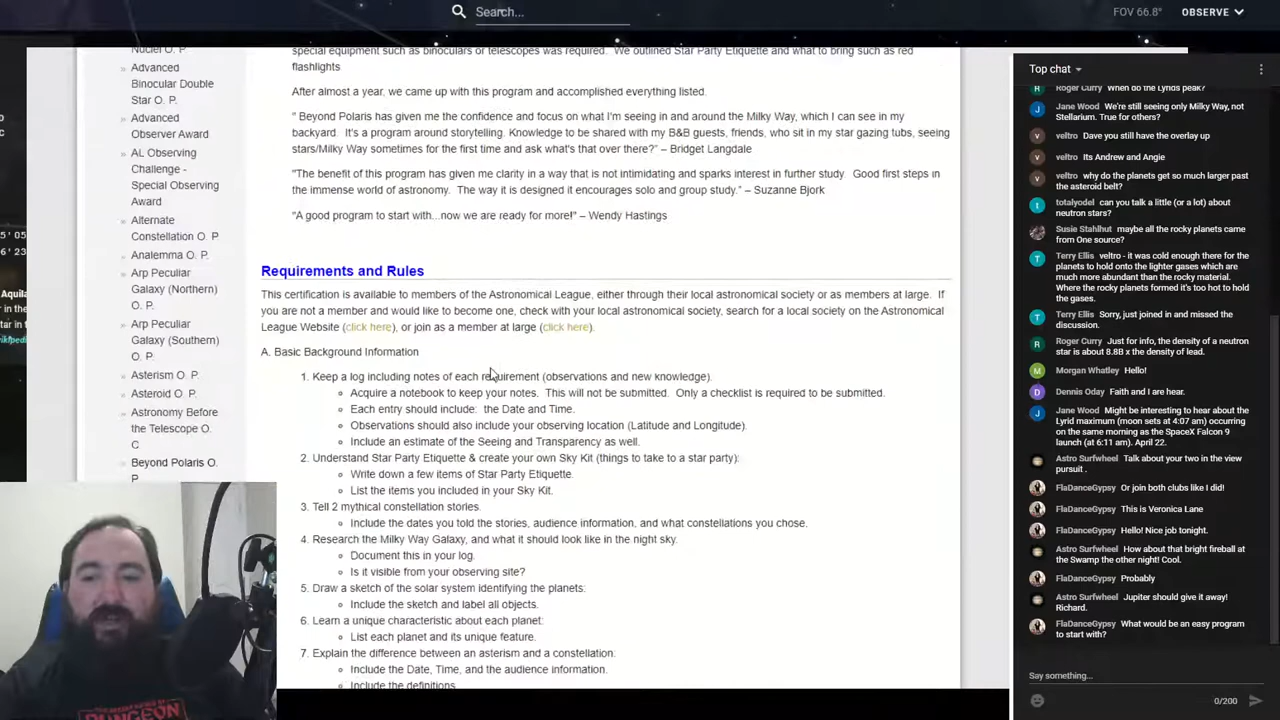 Search...
FOV 66.8°
OBSERVE
Nuclei O. P.
Advanced
Binocular Double
Star O. P.
Advanced
Observer Award
AL Observing
Challenge -
Special Observing
Award
Alternate
Constellation O. P
Analemma O. P.
Arp Peculiar
Galaxy (Northern)
O. P.
Arp Peculiar
Galaxy (Southern)
O. P.
Asterism O. P.
Asteroid O. P.
Astronomy Before
the Telescope O.
C
Beyond Polaris O.
P
special equipment such as binoculars or telescopes was required. We outlined Star Party Etiquette and what to bring such as red
flashlights
After almost a year, we came up with this program and accomplished everything listed.
" Beyond Polaris has given me the confidence and focus on what I'm seeing in and around the Milky Way, which I can see in my
backyard. It's a program around storytelling. Knowledge to be shared with my B&B guests, friends, who sit in my star gazing tubs, seeing
stars/Milky Way sometimes for the first time and ask what's that over there?" – Bridget Langdale
"The benefit of this program has given me clarity in a way that is not intimidating and sparks interest in further study. Good first steps in
the immense world of astronomy. The way it is designed it encourages solo and group study." – Suzanne Bjork
"A good program to start with...now we are ready for more!" – Wendy Hastings
Requirements and Rules
This certification is available to members of the Astronomical League, either through their local astronomical society or as members at large. If
you are not a member and would like to become one, check with your local astronomical society, search for a local society on the Astronomical
League Website (click here), or join as a member at large (click here).
A. Basic Background Information
1. Keep a log including notes of each requirement (observations and new knowledge).
Acquire a notebook to keep your notes. This will not be submitted. Only a checklist is required to be submitted.
Each entry should include: the Date and Time.
Observations should also include your observing location (Latitude and Longitude).
Include an estimate of the Seeing and Transparency as well.
2. Understand Star Party Etiquette & create your own Sky Kit (things to take to a star party):
Write down a few items of Star Party Etiquette.
List the items you included in your Sky Kit.
3. Tell 2 mythical constellation stories.
Include the dates you told the stories, audience information, and what constellations you chose.
4. Research the Milky Way Galaxy, and what it should look like in the night sky.
Document this in your log.
Is it visible from your observing site?
5. Draw a sketch of the solar system identifying the planets:
Include the sketch and label all objects.
6. Learn a unique characteristic about each planet:
List each planet and its unique feature.
7. Explain the difference between an asterism and a constellation.
Include the Date, Time, and the audience information.
Include the definitions.
Top chat
Roger Curry When do the Lyrids peak?
Jane Wood We're still seeing only Milky Way, not
Stellarium. True for others?
veltro Dave you still have the overlay up
veltro Its Andrew and Angie
veltro why do the planets get so much larger past
the asteroid belt?
totalyodel can you talk a little (or a lot) about
neutron stars?
Susie Stahlhut maybe all the rocky planets came
from One source?
Terry Ellis veltro - it was cold enough there for the
planets to hold onto the lighter gases which are
much more abundant than the rocky material.
Where the rocky planets formed it's too hot to hold
the gases.
Terry Ellis Sorry, just joined in and missed the
discussion.
Roger Curry Just for info, the density of a neutron
star is about 8.8B x the density of lead.
Morgan Whatley Hello!
Dennis Oday Faith and I are hear.
Jane Wood Might be interesting to hear about the
Lyrid maximum (moon sets at 4:07 am) occurring
on the same morning as the SpaceX Falcon 9
launch (at 6:11 am). April 22.
Astro Surfwheel Talk about your two in the view
pursuit .
FlaDanceGypsy Or join both clubs like I did!
FlaDanceGypsy This is Veronica Lane
FlaDanceGypsy Hello! Nice job tonight.
Astro Surfwheel How about that bright fireball at
the Swamp the other night! Cool.
FlaDanceGypsy Probably
Astro Surfwheel Jupiter should give it away!
Richard.
FlaDanceGypsy What would be an easy program
to start with?
Say something...
0/200
Aquila
DUNGEON